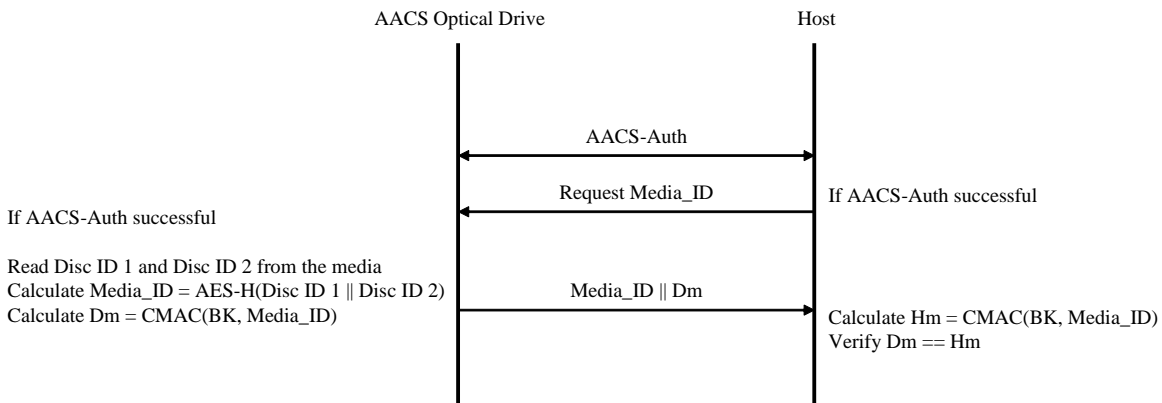 AACS Optical Drive
Host
AACS-Auth
Request Media_ID
If AACS-Auth successful
If AACS-Auth successful
Read Disc ID 1 and Disc ID 2 from the media
Calculate Media_ID = AES-H(Disc ID 1 || Disc ID 2)
Calculate Dm = CMAC(BK, Media_ID)
Media_ID || Dm
Calculate Hm = CMAC(BK, Media_ID)
Verify Dm == Hm